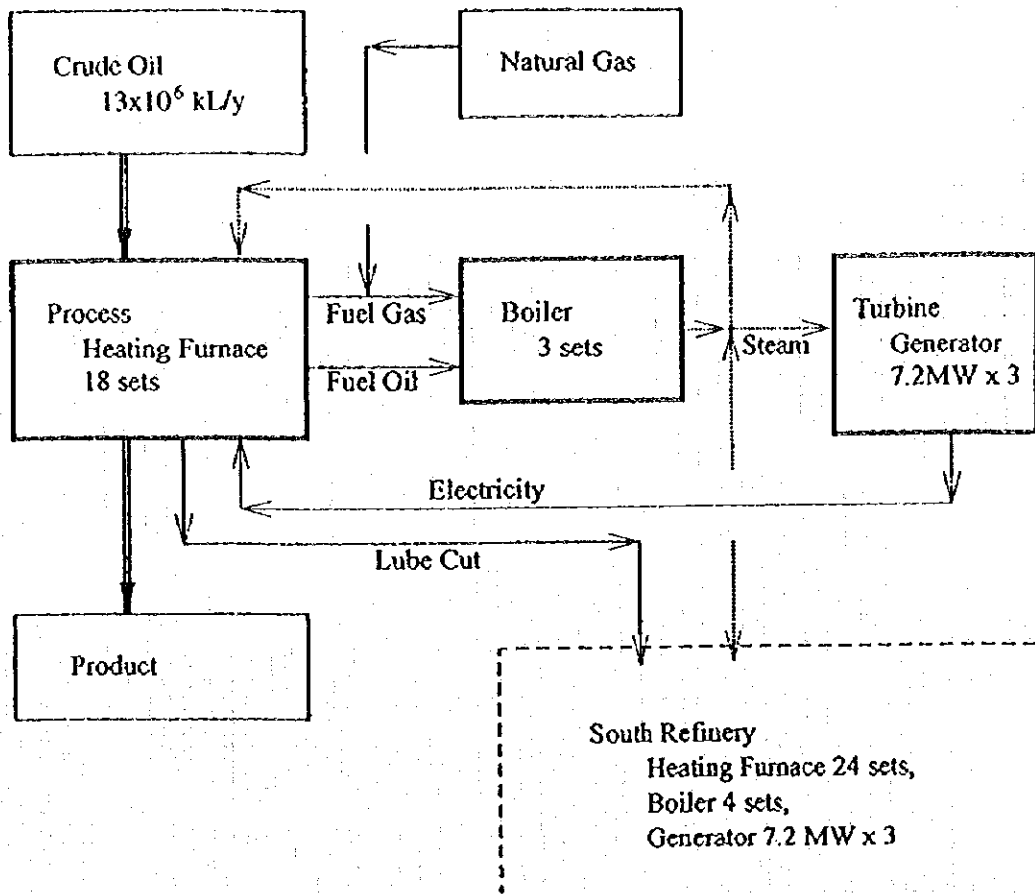 Crude Oil
13x10⁶ kL/y
Natural Gas
Process
Heating Furnace
18 sets
Fuel Gas
Fuel Oil
Boiler
3 sets
Steam
Turbine
Generator
7.2MW x 3
Electricity
Lube Cut
Product
South Refinery
Heating Furnace 24 sets,
Boiler 4 sets,
Generator 7.2 MW x 3